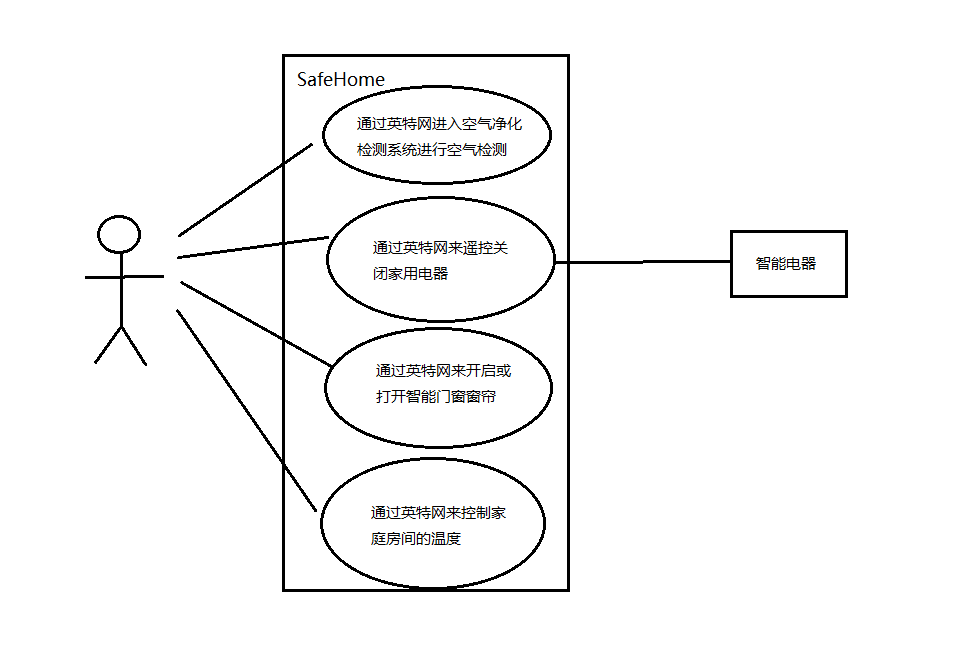 SafeHome
通过英特网进入空气净化
检测系统进行空气检测
通过英特网来遥控关
闭家用电器
智能电器
通过英特网来开启或
打开智能门窗窗帘
通过英特网来控制家
庭房间的温度